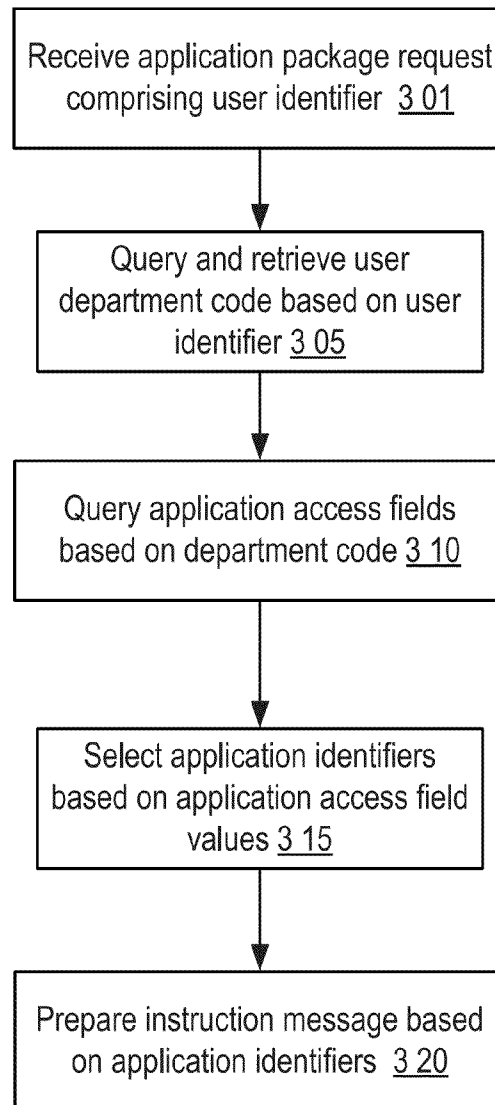 Receive application package request
comprising user identifier 3 01
Query and retrieve user
department code based on user
identifier 3 05
Query application access fields
based on department code 3 10
Select application identifiers
based on application access field
values 3 15
Prepare instruction message based
on application identifiers 3 20